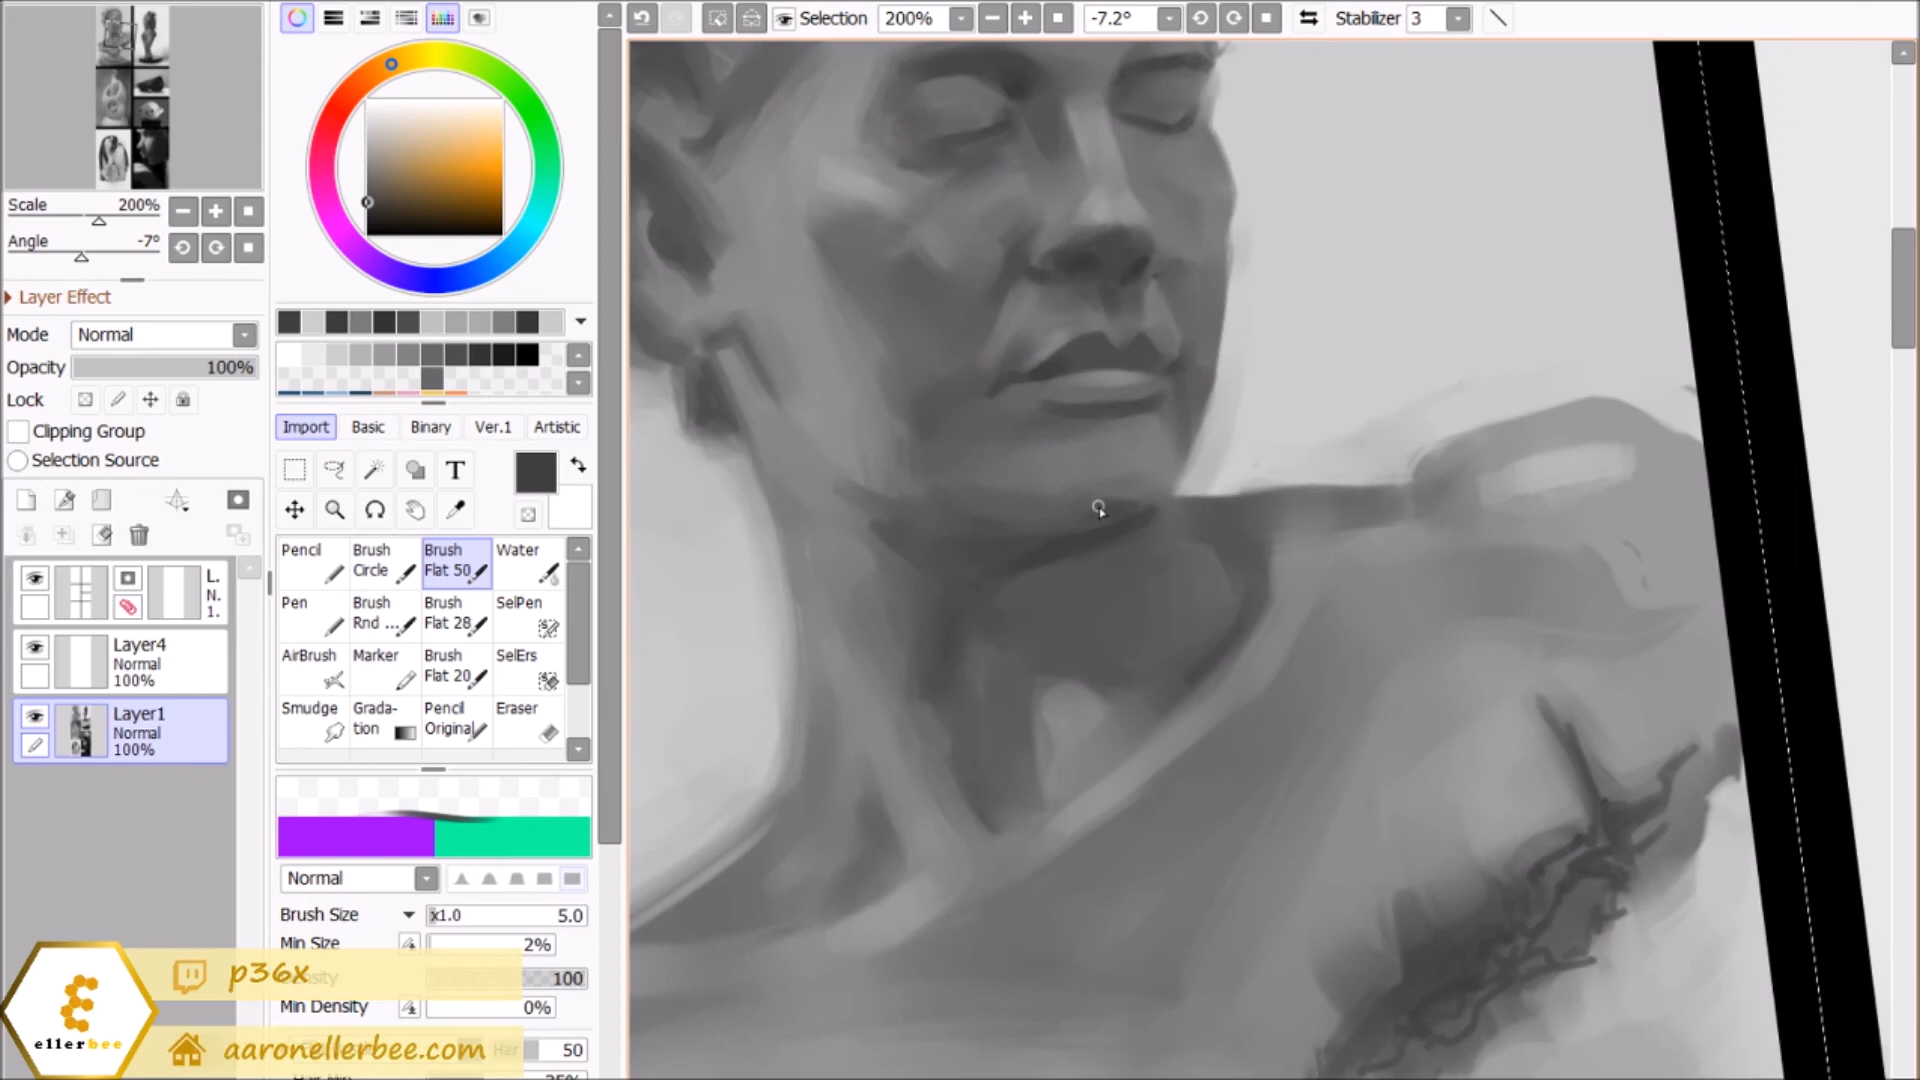 Selection 200% -7.2° Stabilizer 3
Scale 200%
Angle -7°
Layer Effect
Mode Normal
Opacity 100%
Lock
Clipping Group
Selection Source
L.
N.
1.
Layer4
Normal
100%
Layer1
Normal
100%
Import Basic Binary Ver.1 Artistic
T
Pencil
Brush
Circle
Brush
Flat 50
Water
Pen
Brush
Rnd ...
Brush
Flat 28
SelPen
AirBrush
Marker
Brush
Flat 20
SelErs
Smudge
Grada-
tion
Pencil
Original
Eraser
Normal
Brush Size x1.0 5.0
Min Size 2%
100
Min Density 0%
Hair 50
35%
p36x
ellerbee
aaronellerbee.com